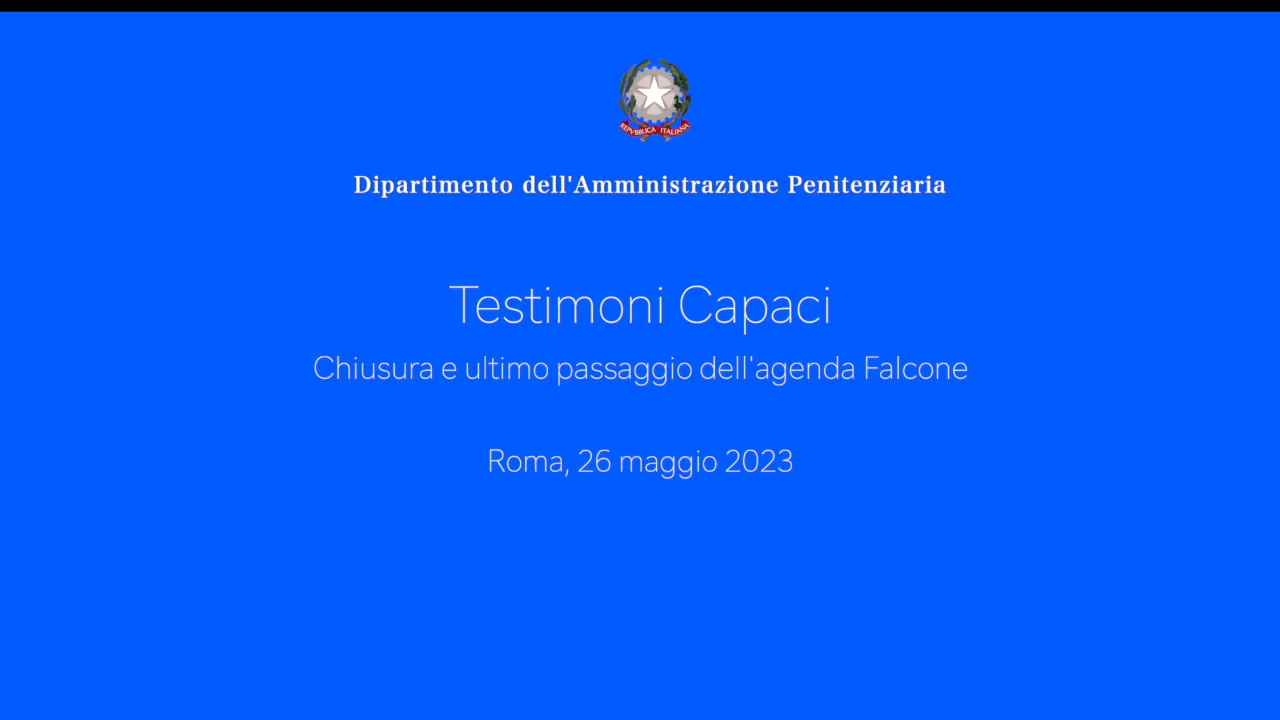 REPVBBLICA ITALIANA
Dipartimento dell'Amministrazione Penitenziaria
Testimoni Capaci
Chiusura e ultimo passaggio dell'agenda Falcone
Roma, 26 maggio 2023